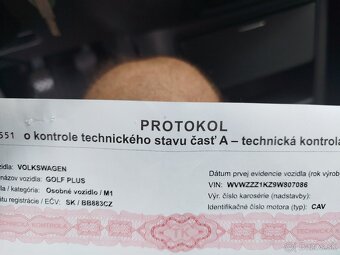 PROTOKOL
551 o kontrole technického stavu časť A – technická kontrola
zidla: VOLKSWAGEN
názov vozidla: GOLF PLUS
la / kategória: Osobné vozidlo / M1
átu registrácie / EČV: SK / BB883CZ
Dátum prvej evidencie vozidla (rok výrob
VIN: WVWZZZ1KZ9W807086
Výr. číslo karosérie (nadstavby):
Identifikačné číslo motora (typ): CAV